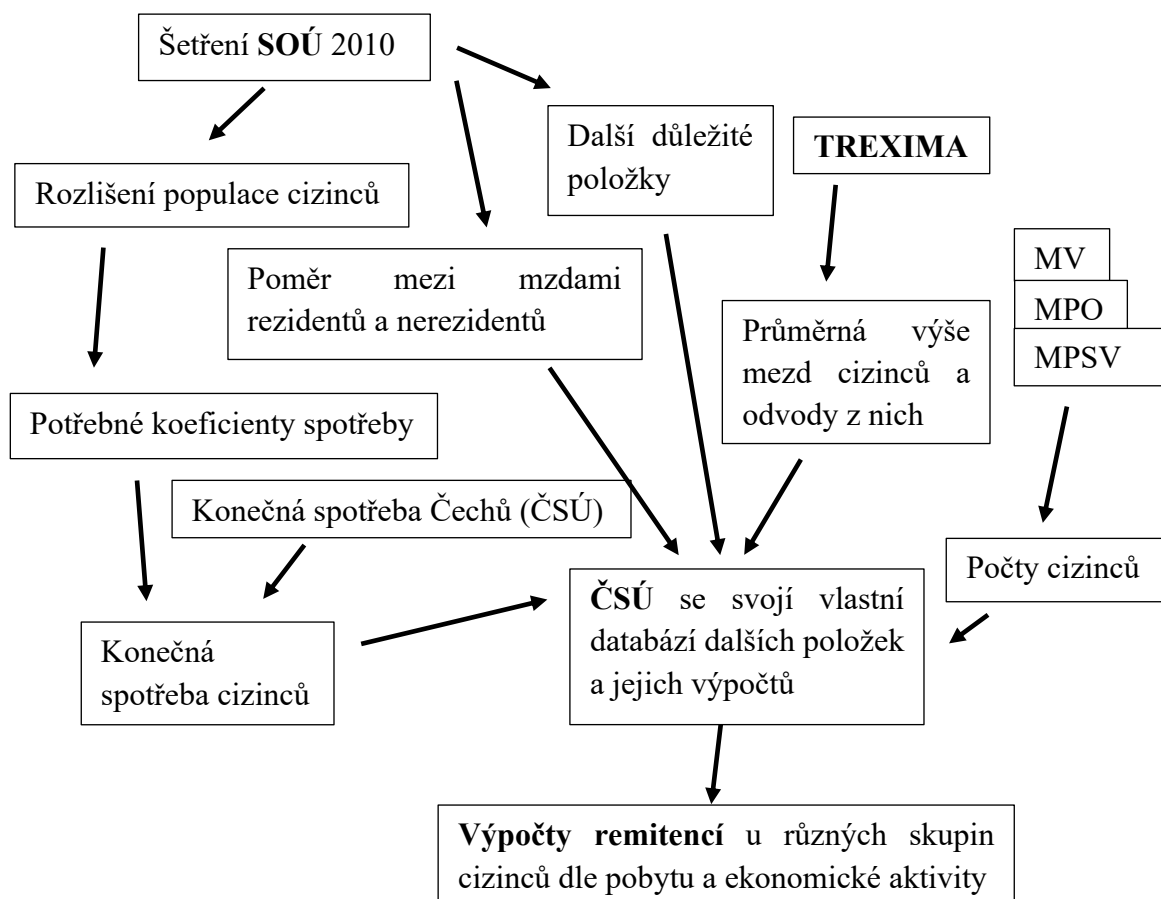 Šetření SOÚ 2010
Další důležité
položky
TREXIMA
Rozlišení populace cizinců
Poměr mezi mzdami
rezidentů a nerezidentů
MV
MPO
MPSV
Průměrná výše
mezd cizinců a
odvody z nich
Potřebné koeficienty spotřeby
Konečná spotřeba Čechů (ČSÚ)
Počty cizinců
ČSÚ se svojí vlastní
databází dalších položek
a jejich výpočtů
Konečná
spotřeba cizinců
Výpočty remitencí u různých skupin
cizinců dle pobytu a ekonomické aktivity